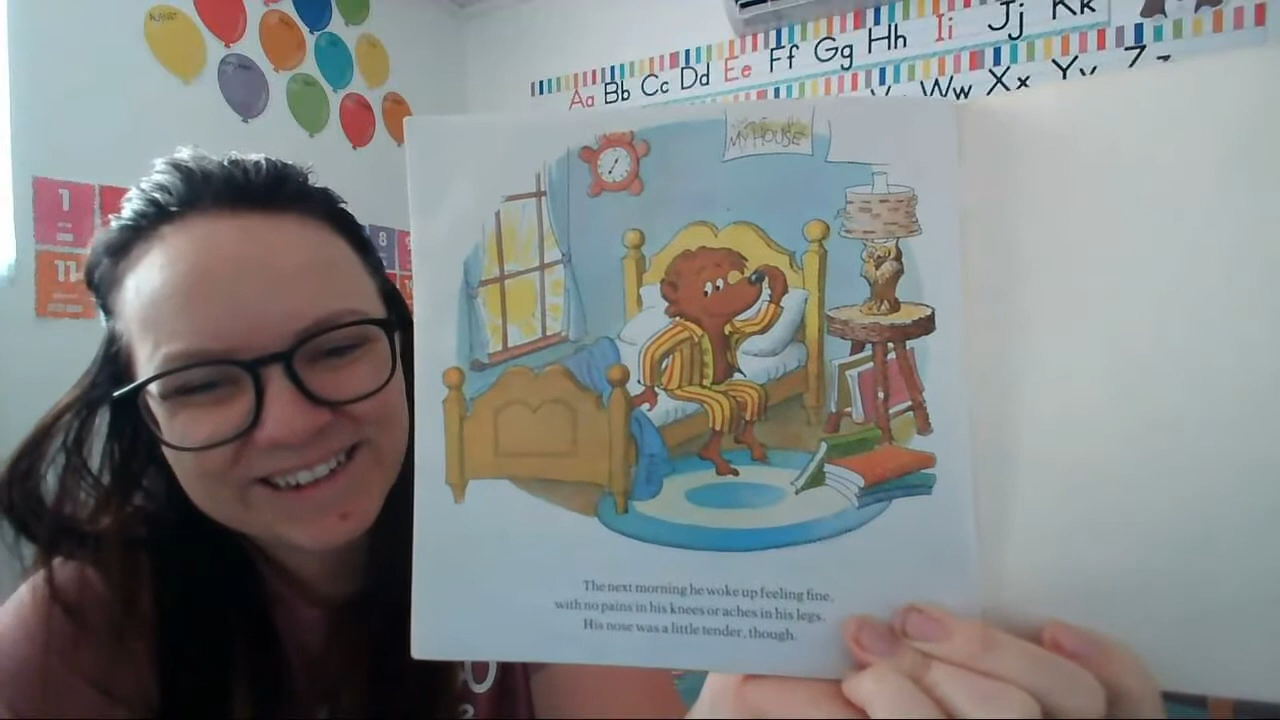 AUGUST
Aa Bb Cc Dd Ee Ff Gg Hh Ii Jj Kk
Ww Xx Yy
1
8
11
MY HOUSE
The next morning he woke up feeling fine,
with no pains in his knees or aches in his legs.
His nose was a little tender, though.